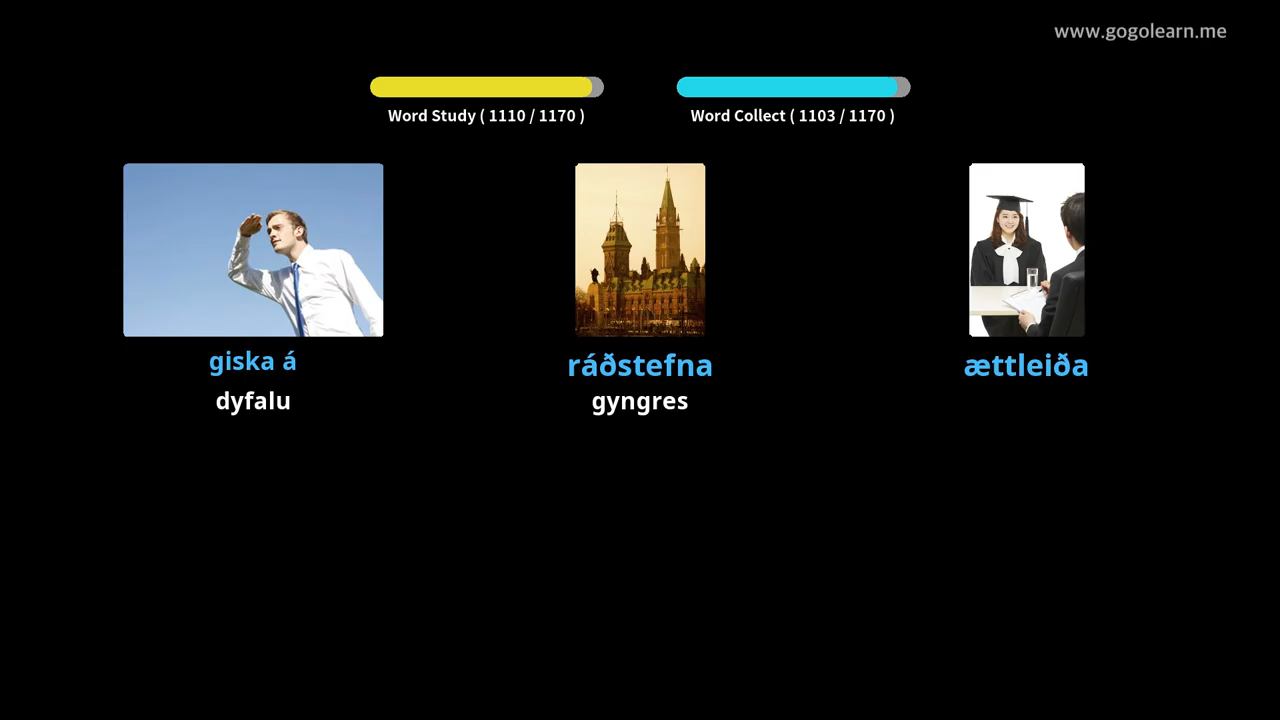 www.gogolearn.me
Word Study ( 1110 / 1170 )
Word Collect ( 1103 / 1170 )
giska á
dyfalu
ráðstefna
gyngres
ættleiða